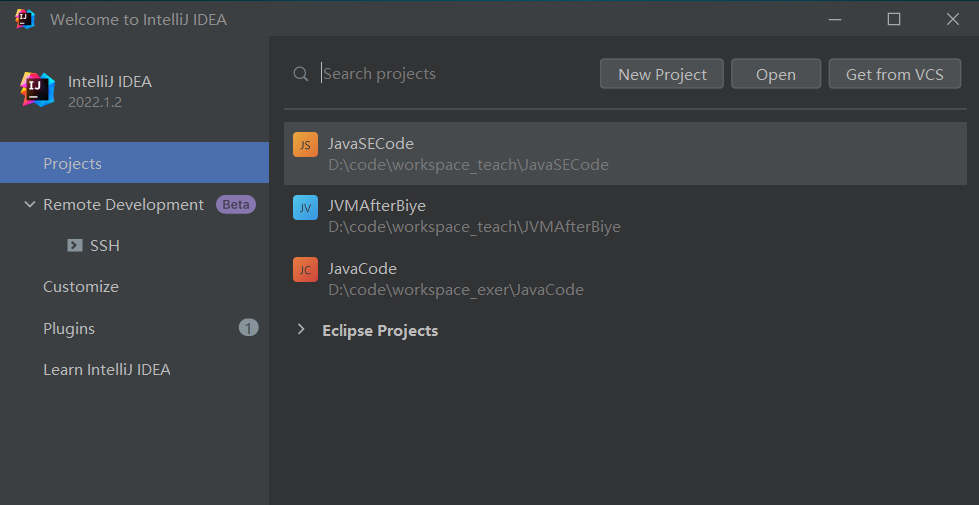 Welcome to IntelliJ IDEA
IJ
IntelliJ IDEA
2022.1.2
Projects
Remote Development Beta
SSH
Customize
Plugins 1
Learn IntelliJ IDEA
Search projects New Project Open Get from VCS
JS JavaSECode
D:\code\workspace_teach\JavaSECode
JV JVMAfterBiye
D:\code\workspace_teach\JVMAfterBiye
JC JavaCode
D:\code\workspace_exer\JavaCode
Eclipse Projects